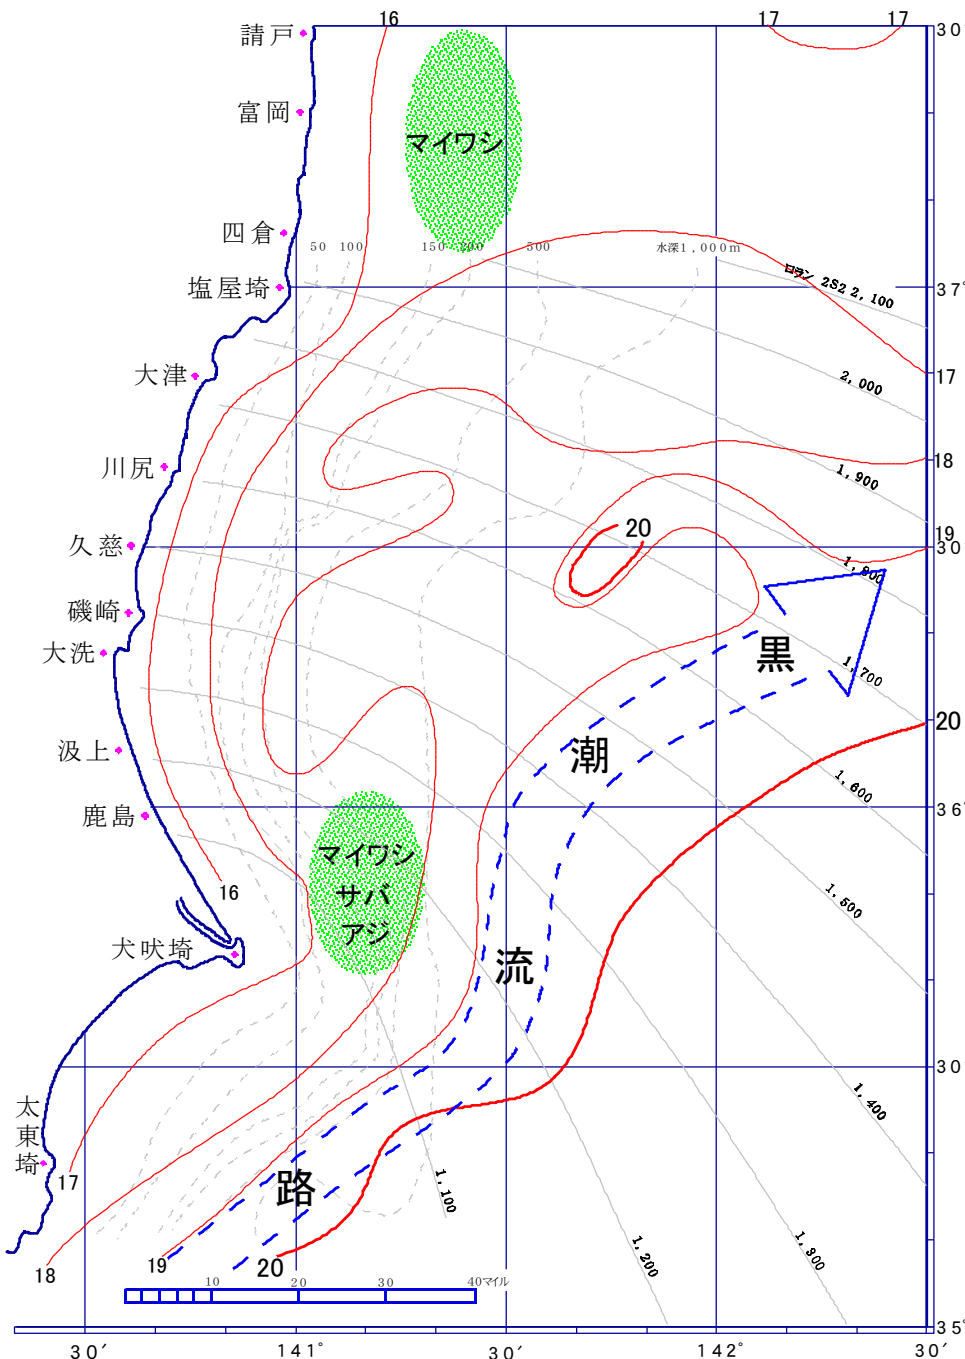 16
17
17
請戸
30
富岡
マイワシ
四倉
50 100
150 200
500
水深1,000m
ロラン 2S2 2,100
塩屋埼
37°
大津
2,000
17
川尻
1,900
18
19
20
久慈
30
1,800
磯崎
大洗
黒
1,700
20
汲上
潮
1,600
鹿島
36°
マイワシ
サバ
アジ
16
1,500
犬吠埼
流
30
太東埼
1,400
17
路
1,100
18
19
20
1,200
1,300
10
20
30
40マイル
35°
30′
141°
30′
142°
30′